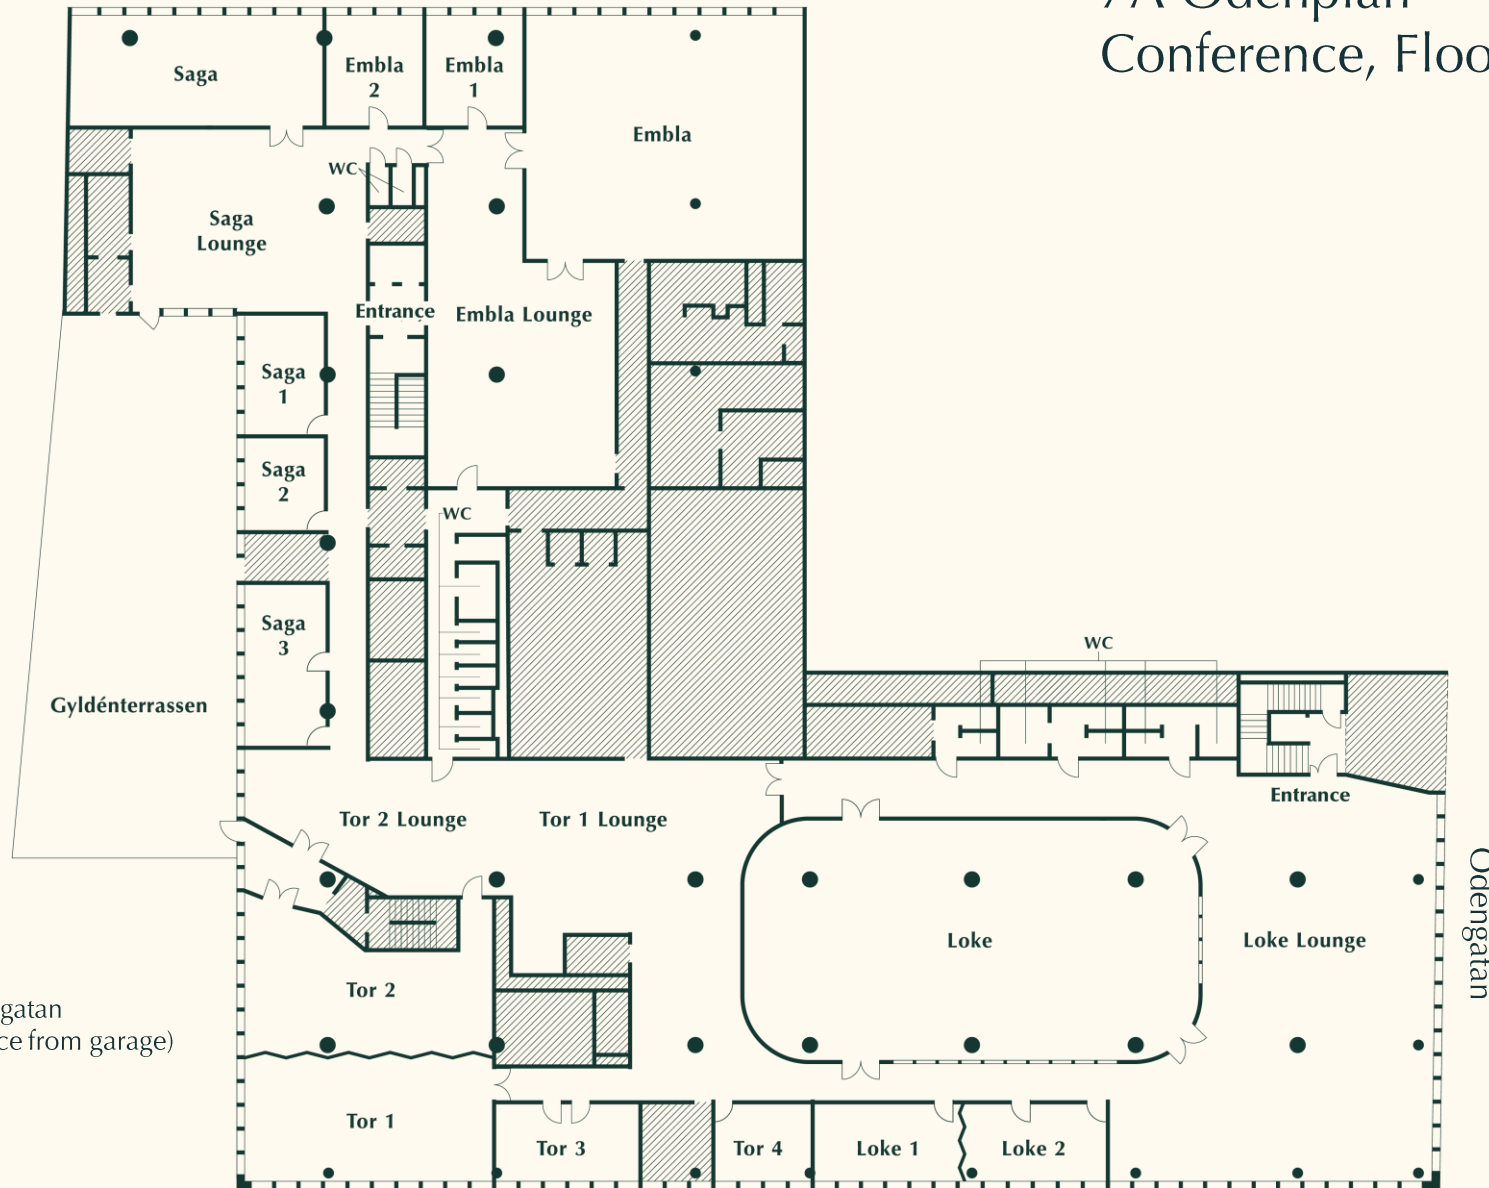 7A Odenplan
Conference, Floo
Saga
Embla
2
Embla
1
Embla
WC
Saga
Lounge
Entrance
Embla Lounge
Saga
1
Saga
2
WC
Saga
3
WC
Gyldénterrassen
Entrance
Tor 2 Lounge
Tor 1 Lounge
Loke
Loke Lounge
Odengatan
Tor 2
gatan
ce from garage)
Tor 1
Tor 3
Tor 4
Loke 1
Loke 2